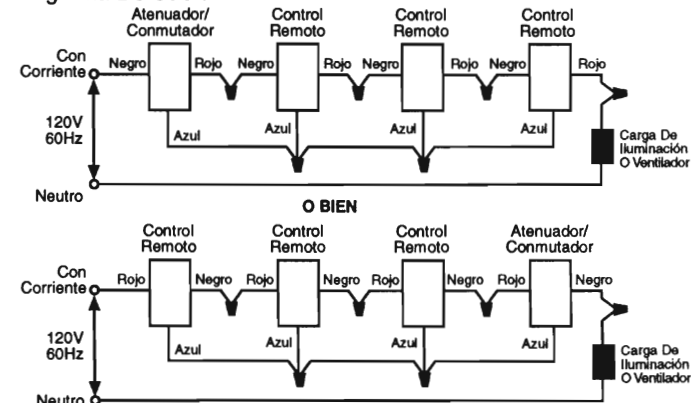 Atenuador/ Control Control Control
Conmutador Remoto Remoto Remoto
Con
Corriente Negro Rojo Negro Rojo Negro Rojo Negro Rojo
120V
60Hz
Azul Azul Azul Azul
Carga De
Iluminación
O Ventilador
Neutro
O BIEN
Control Control Control Atenuador/
Remoto Remoto Remoto Conmutador
Con
Corriente Rojo Negro Rojo Negro Rojo Negro Rojo Negro
120V
60Hz
Azul Azul Azul Azul
Carga De
Iluminación
O Ventilador
Neutro